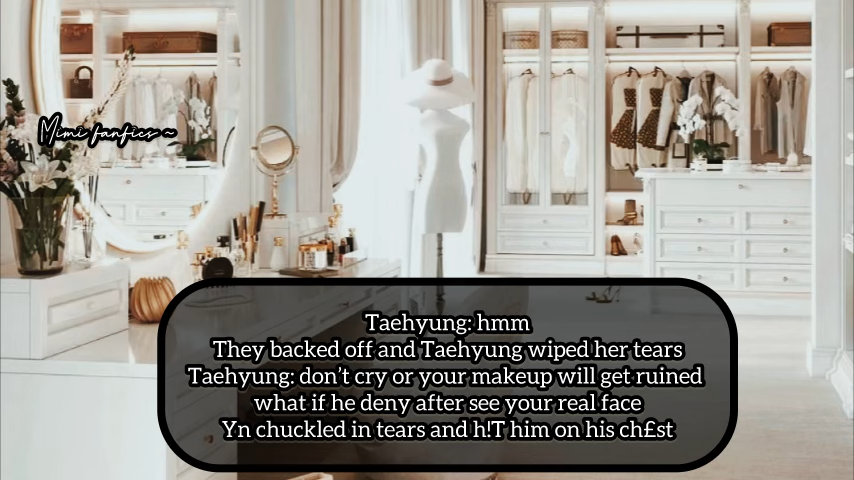 Mimi fanfics ~
Taehyung: hmm
They backed off and Taehyung wiped her tears
Taehyung: don't cry or your makeup will get ruined
what if he deny after see your real face
Yn chuckled in tears and h!T him on his ch£st